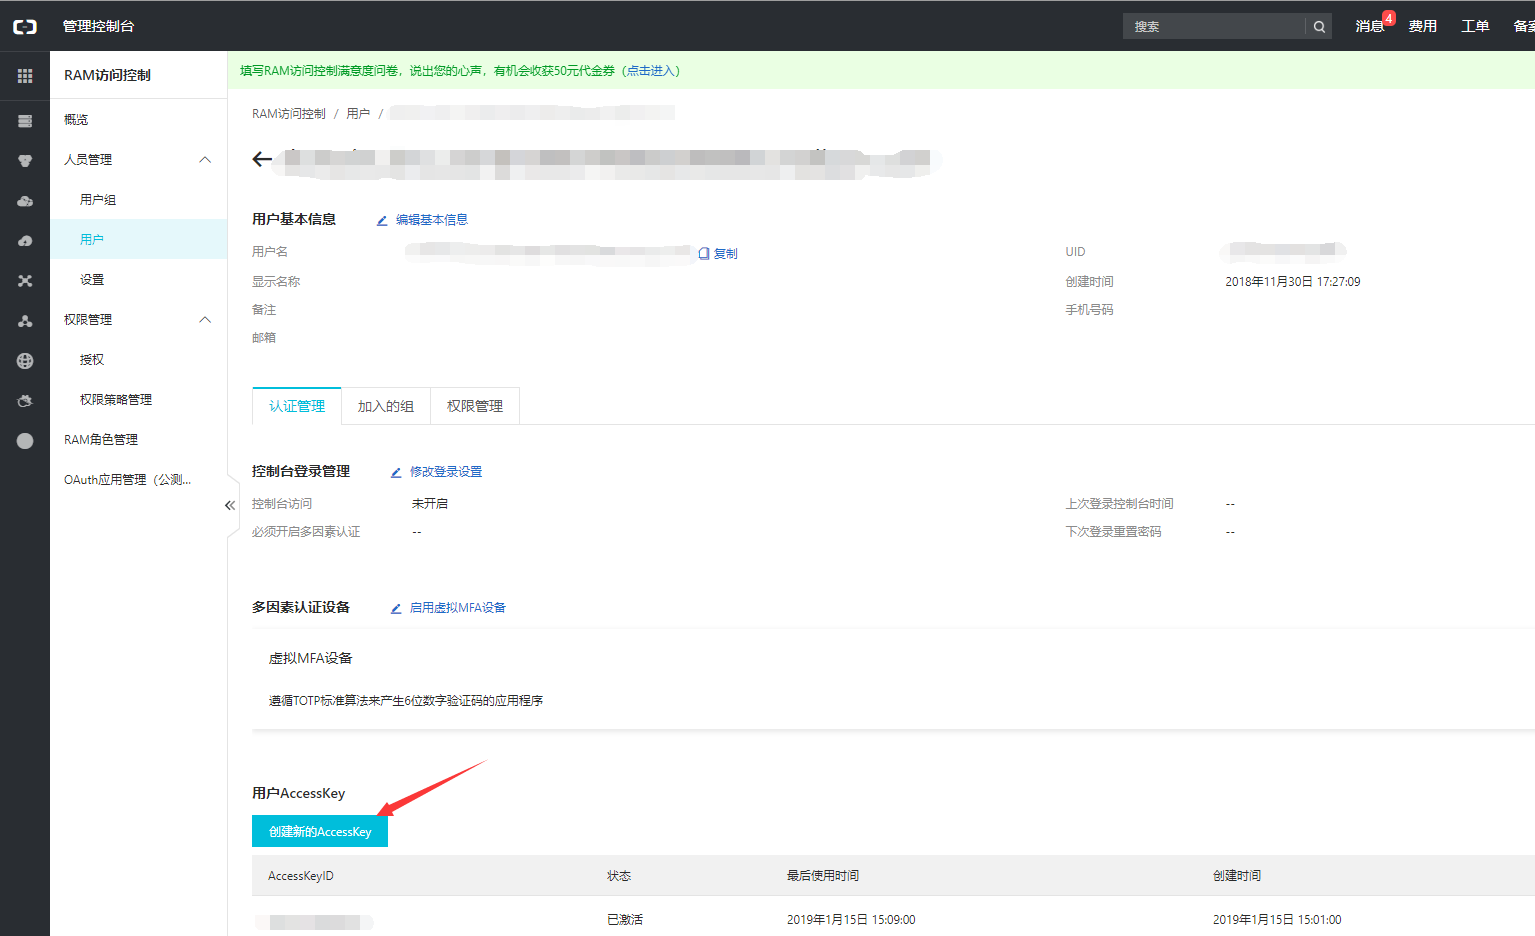 管理控制台
搜索
消息 4 费用 工单
RAM访问控制
概览
人员管理
用户组
用户
设置
权限管理
授权
权限策略管理
RAM角色管理
OAuth应用管理（公测...
填写RAM访问控制满意度问卷，说出您的心声，有机会收获50元代金券（点击进入）
RAM访问控制 / 用户 /
用户基本信息 编辑基本信息
用户名 复制 UID
显示名称 创建时间 2018年11月30日 17:27:09
备注 手机号码
邮箱
认证管理 加入的组 权限管理
控制台登录管理 修改登录设置
控制台访问 未开启 上次登录控制台时间 --
必须开启多因素认证 -- 下次登录重置密码 --
多因素认证设备 启用虚拟MFA设备
虚拟MFA设备
遵循TOTP标准算法来产生6位数字验证码的应用程序
用户AccessKey
创建新的AccessKey
AccessKeyID 状态 最后使用时间 创建时间
已激活 2019年1月15日 15:09:00 2019年1月15日 15:01:00